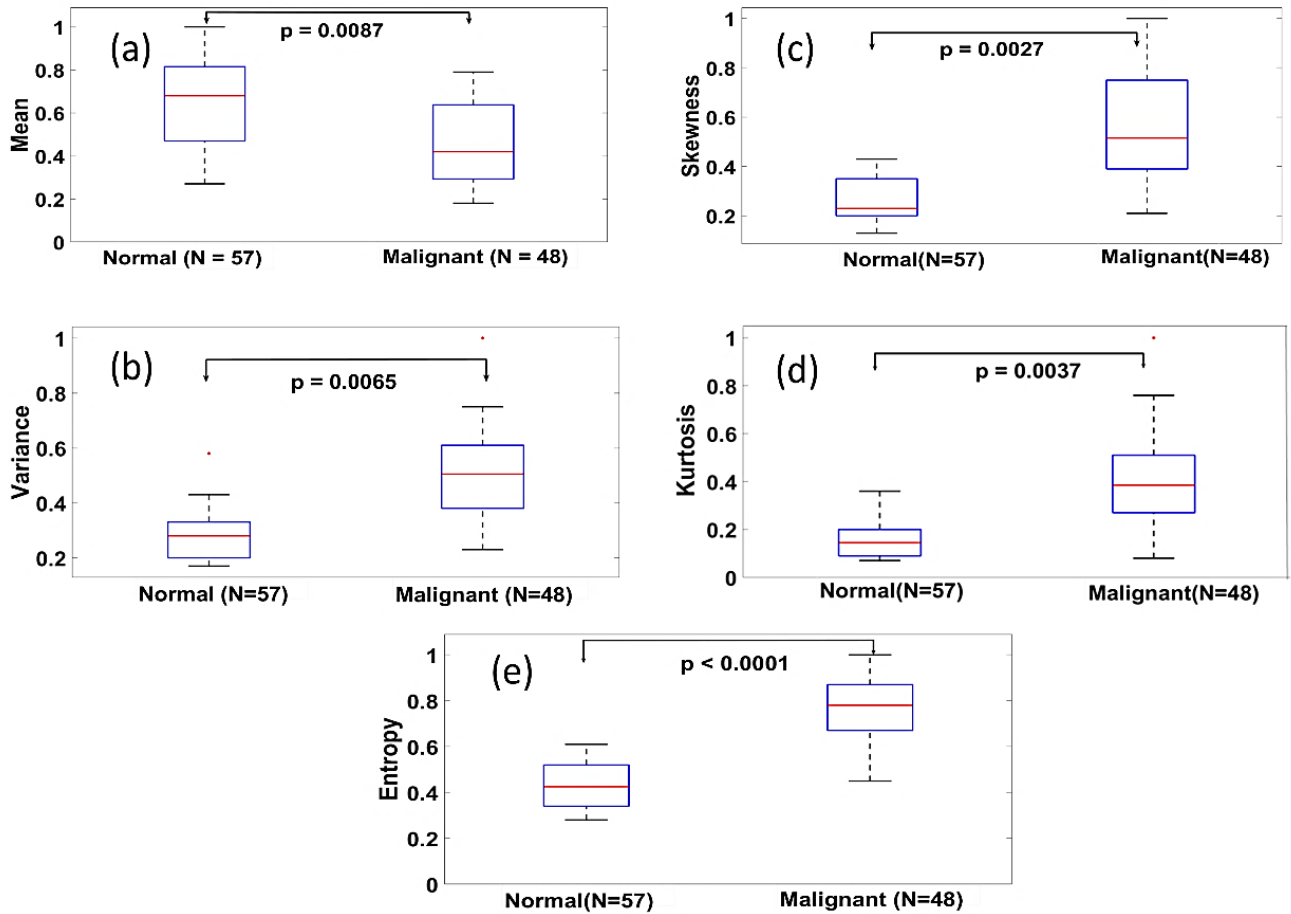 (a)
Mean
1
0.8
0.6
0.4
0.2
0
p = 0.0087
Normal (N = 57)
Malignant (N = 48)
(c)
Skewness
1
0.8
0.6
0.4
0.2
p = 0.0027
Normal(N=57)
Malignant(N=48)
(b)
Variance
1
0.8
0.6
0.4
0.2
p = 0.0065
Normal (N=57)
Malignant (N=48)
(d)
Kurtosis
1
0.8
0.6
0.4
0.2
0
p = 0.0037
Normal(N=57)
Malignant(N=48)
(e)
Entropy
1
0.8
0.6
0.4
0.2
0
p < 0.0001
Normal(N=57)
Malignant (N=48)